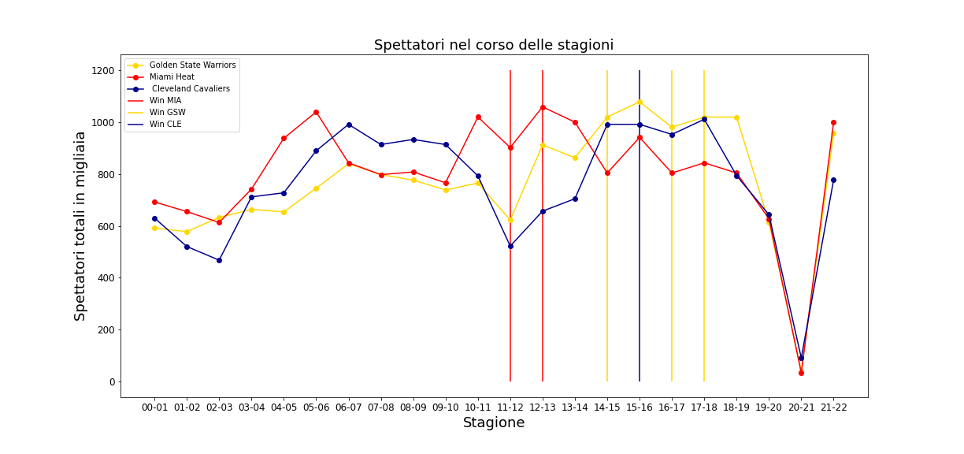 Spettatori nel corso delle stagioni
Spettatori totali in migliaia
1200
1000
800
600
400
200
0
Golden State Warriors
Miami Heat
Cleveland Cavaliers
Win MIA
Win GSW
Win CLE
00-01 01-02 02-03 03-04 04-05 05-06 06-07 07-08 08-09 09-10 10-11 11-12 12-13 13-14 14-15 15-16 16-17 17-18 18-19 19-20 20-21 21-22
Stagione